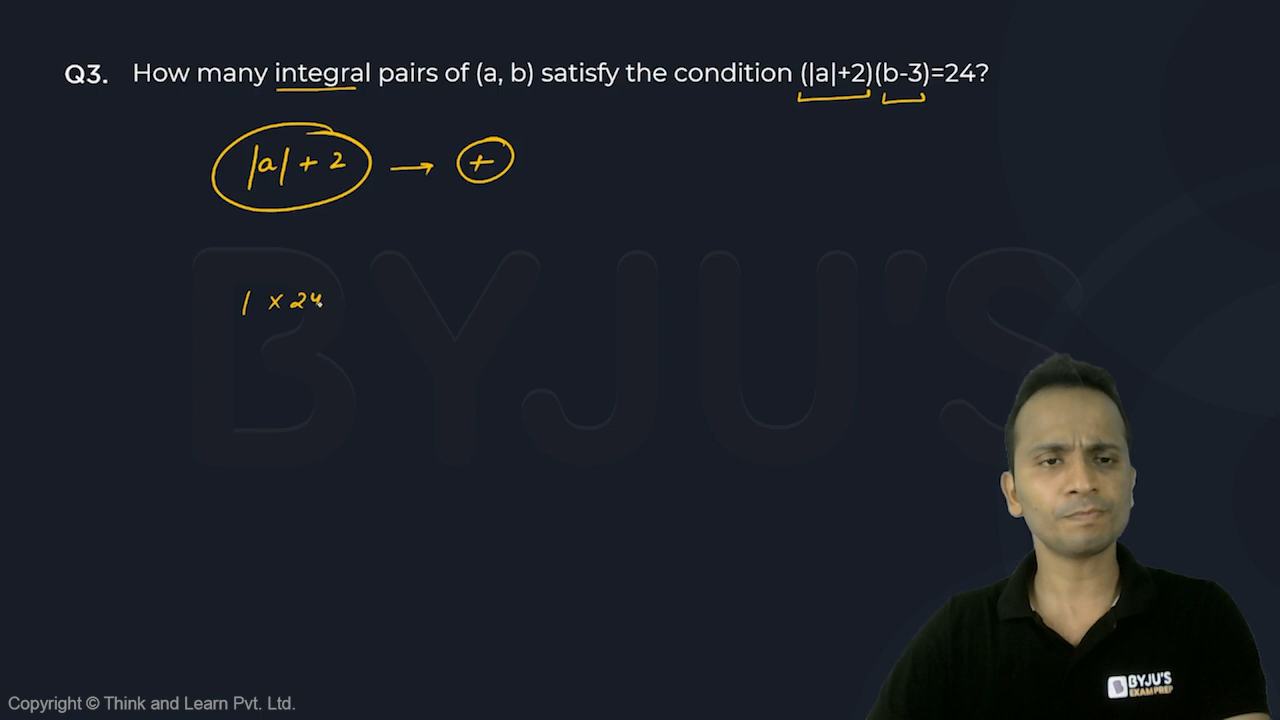 Q3. How many integral pairs of (a, b) satisfy the condition (|a|+2)(b-3)=24?
|a| + 2 → +
1 × 24
BYJU'S
BYJU'S
EXAM PREP
Copyright © Think and Learn Pvt. Ltd.